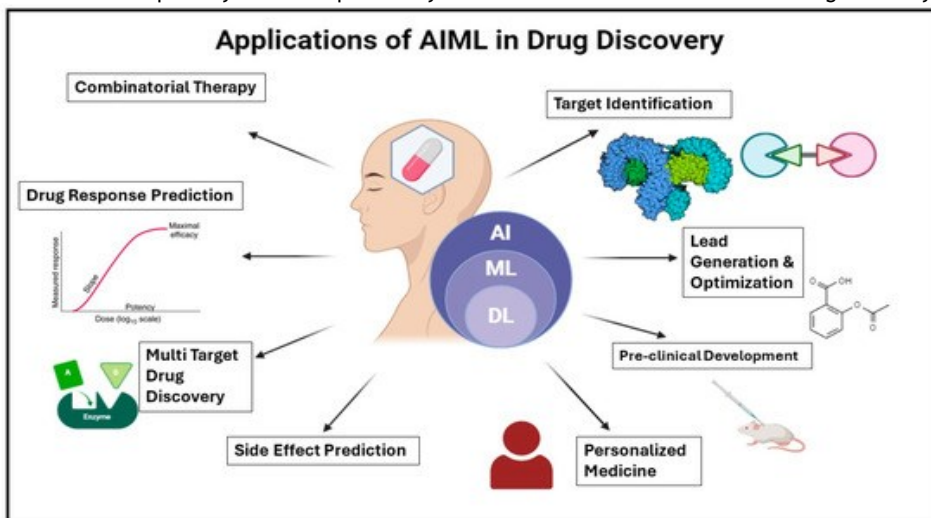 Applications of AIML in Drug Discovery
Combinatorial Therapy
Target Identification
Drug Response Prediction
Maximal
efficacy
Measured response
Slope
Potency
Dose (log10 scale)
AI
ML
DL
Lead
Generation &
Optimization
O
OH
O
O
Pre-clinical Development
Multi Target
Drug
Discovery
A
B
Enzyme
Side Effect Prediction
Personalized
Medicine